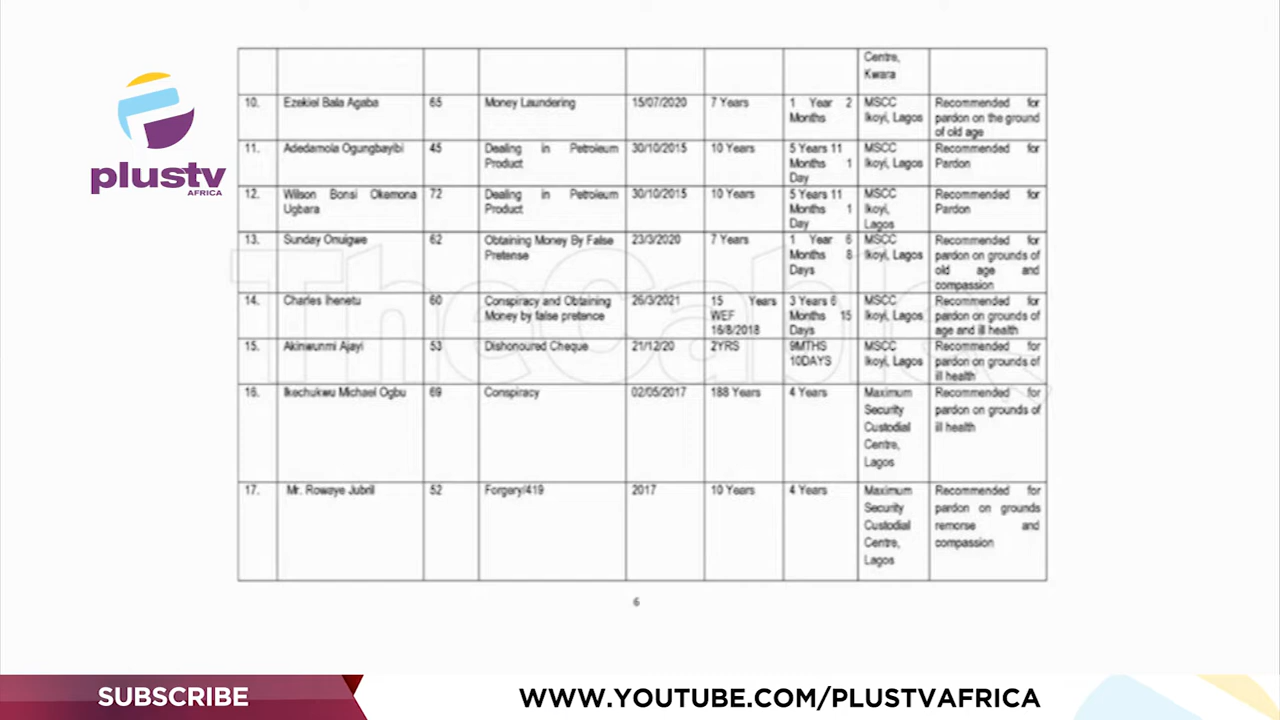 plustv
AFRICA
Centre,
Kwara
10. Ezekiel Bala Agaba 65 Money Laundering 15/07/2020 7 Years 1 Year 2 MSCC Recommended for
Months Ikoyi, Lagos pardon on the ground
of old age
11. Adedamola Ogungbayibi 45 Dealing in Petroleum 30/10/2015 10 Years 5 Years 11 MSCC Recommended for
Product Months 1 Ikoyi, Lagos Pardon
Day
12. Wilson Bonsi Okemona 72 Dealing in Petroleum 30/10/2015 10 Years 5 Years 11 MSCC Recommended for
Ugbara Product Months 1 Ikoyi, Pardon
Day Lagos
13. Sunday Onuigwe 62 Obtaining Money By False 23/3/2020 7 Years 1 Year 6 MSCC Recommended for
Pretense Months 8 Ikoyi, Lagos pardon on grounds of
Days old age and
compassion
14. Charles Ihenetu 60 Conspiracy and Obtaining 26/3/2021 15 Years 3 Years 6 MSCC Recommended for
Money by false pretence WEF Months 15 Ikoyi, Lagos pardon on grounds of
16/8/2018 Days age and ill health
15. Akinwunmi Ajayi 53 Dishonoured Cheque 21/12/20 2YRS 9MTHS MSCC Recommended for
10DAYS Ikoyi, Lagos pardon on grounds of
ill health
16. Ikechukwu Michael Ogbu 69 Conspiracy 02/05/2017 188 Years 4 Years Maximum Recommended for
Security pardon on grounds of
Custodial ill health
Centre,
Lagos
17. Mr. Rowaye Jubril 52 Forgery/419 2017 10 Years 4 Years Maximum Recommended for
Security pardon on grounds
Custodial remorse and
Centre, compassion
Lagos
TheCable
6
SUBSCRIBE WWW.YOUTUBE.COM/PLUSTVAFRICA